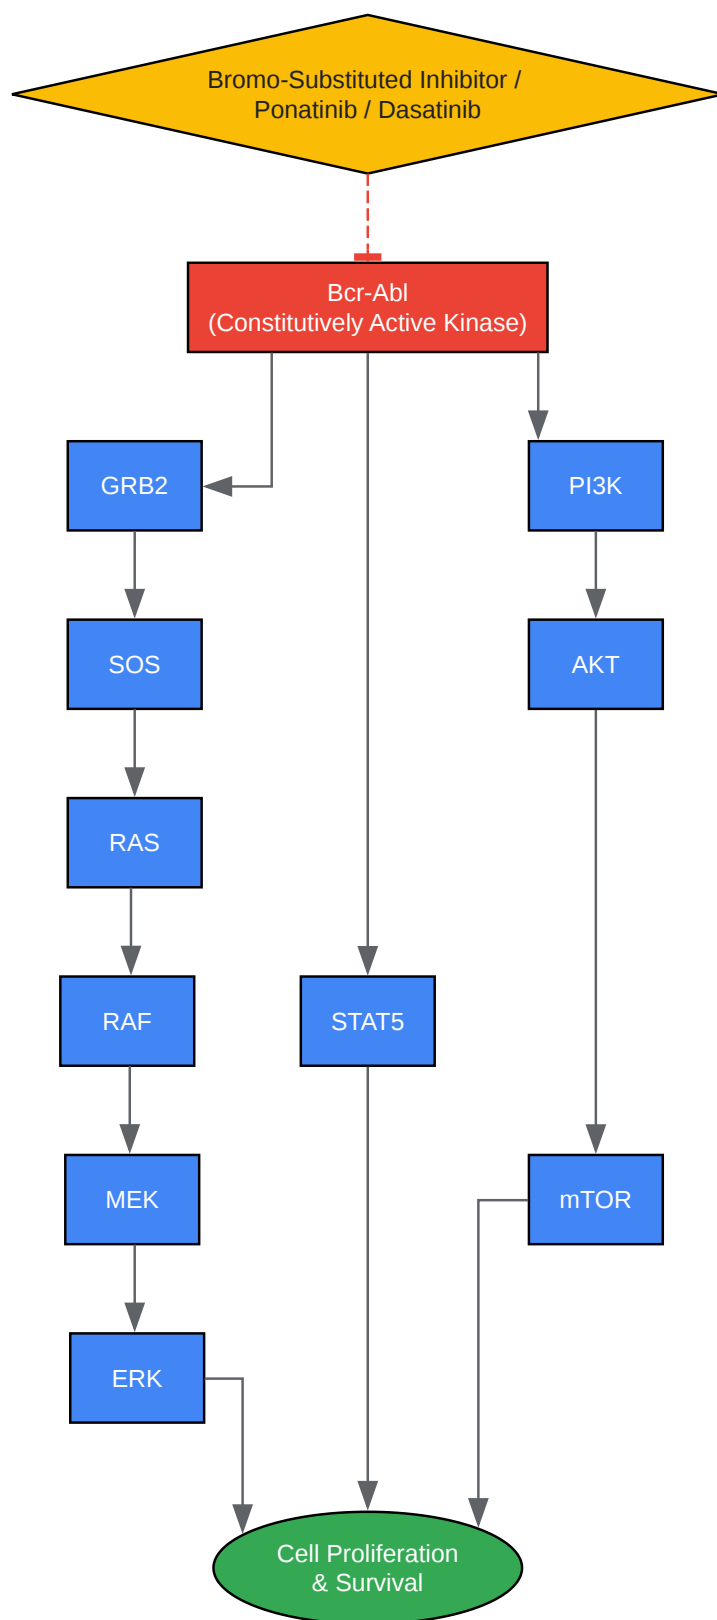 Bromo-Substituted Inhibitor /
Ponatinib / Dasatinib
Bcr-Abl
(Constitutively Active Kinase)
GRB2
PI3K
SOS
AKT
RAS
RAF
STAT5
MEK
mTOR
ERK
Cell Proliferation
& Survival